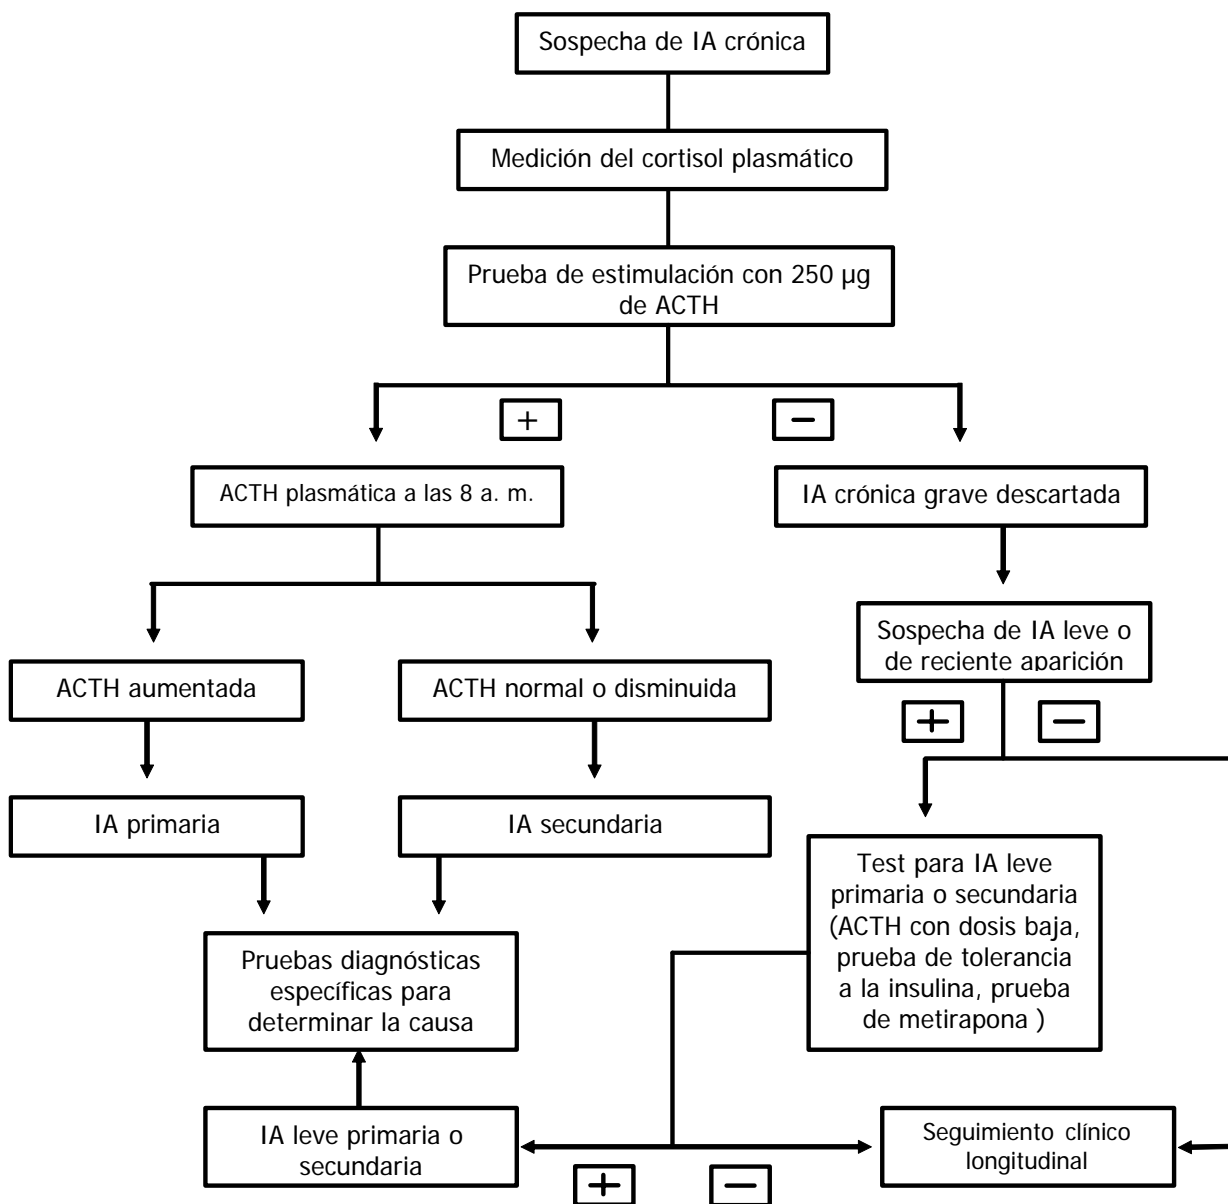 Sospecha de IA crónica
Medición del cortisol plasmático
Prueba de estimulación con 250 µg
de ACTH
+
−
ACTH plasmática a las 8 a. m.
IA crónica grave descartada
Sospecha de IA leve o
de reciente aparición
ACTH aumentada
ACTH normal o disminuida
+
−
IA primaria
IA secundaria
Test para IA leve
primaria o secundaria
(ACTH con dosis baja,
prueba de tolerancia
a la insulina, prueba
de metirapona )
Pruebas diagnósticas
específicas para
determinar la causa
IA leve primaria o
secundaria
Seguimiento clínico
longitudinal
+
−